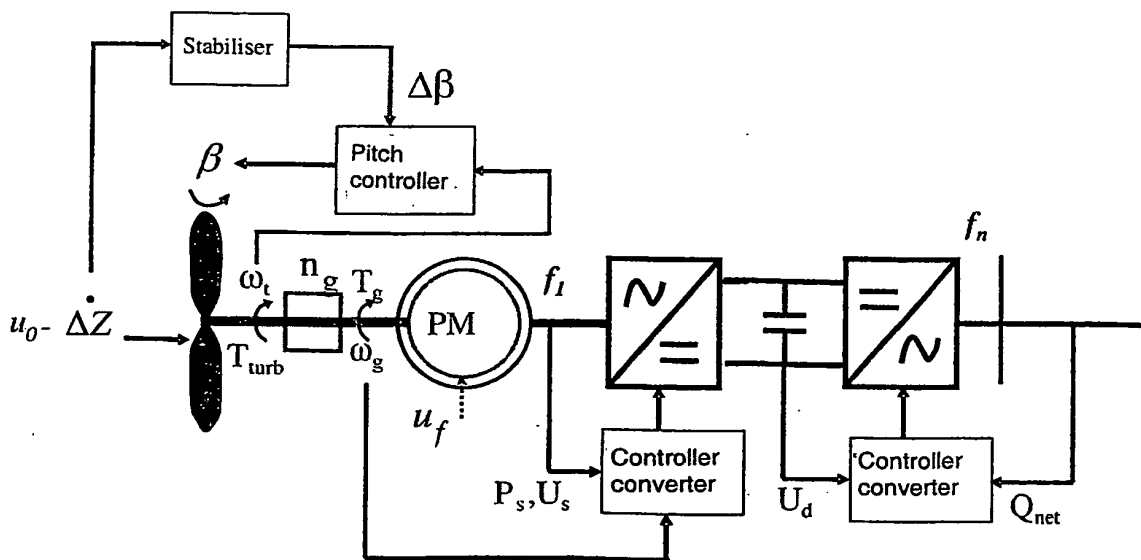 Stabiliser
Δβ
Pitch
controller
β
ω_t
n_g
T_g
f_1
f_n
u_0- ΔŻ
PM
T_turb
ω_g
u_f
P_s,U_s
Controller
converter
U_d
Controller
converter
Q_net